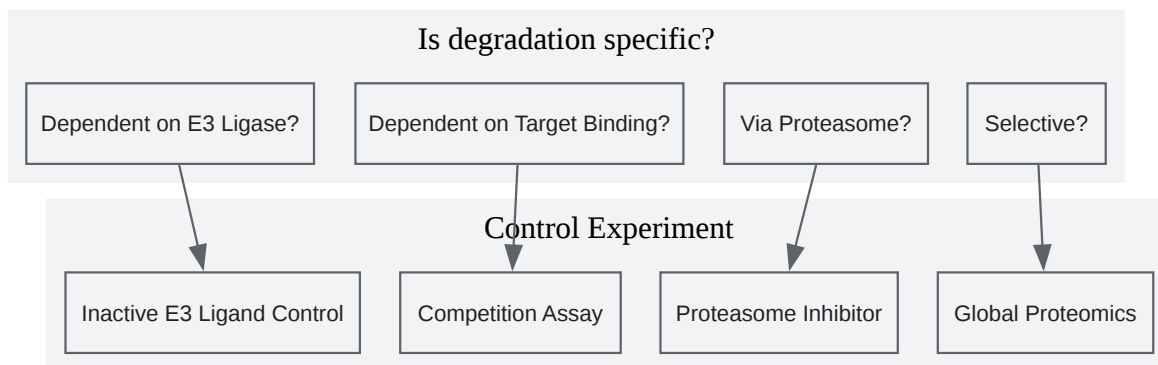 Is degradation specific?
Dependent on E3 Ligase?
Dependent on Target Binding?
Via Proteasome?
Selective?
Control Experiment
Inactive E3 Ligand Control
Competition Assay
Proteasome Inhibitor
Global Proteomics